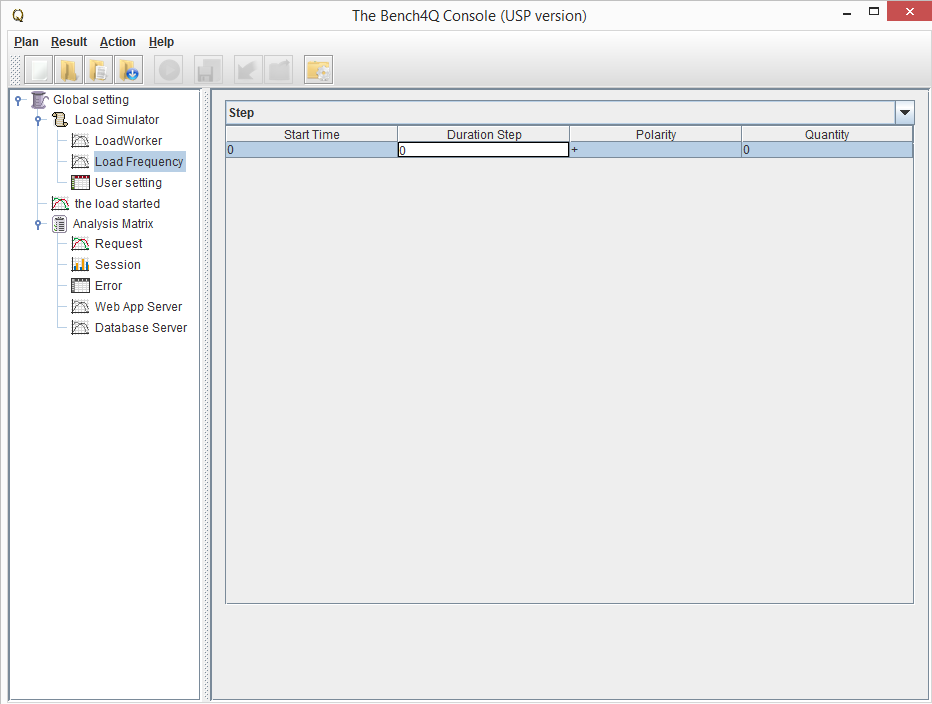 Q The Bench4Q Console (USP version)
Plan Result Action Help
Global setting
Load Simulator
LoadWorker
Load Frequency
User setting
the load started
Analysis Matrix
Request
Session
Error
Web App Server
Database Server
Step
Start Time Duration Step Polarity Quantity
0 0 + 0